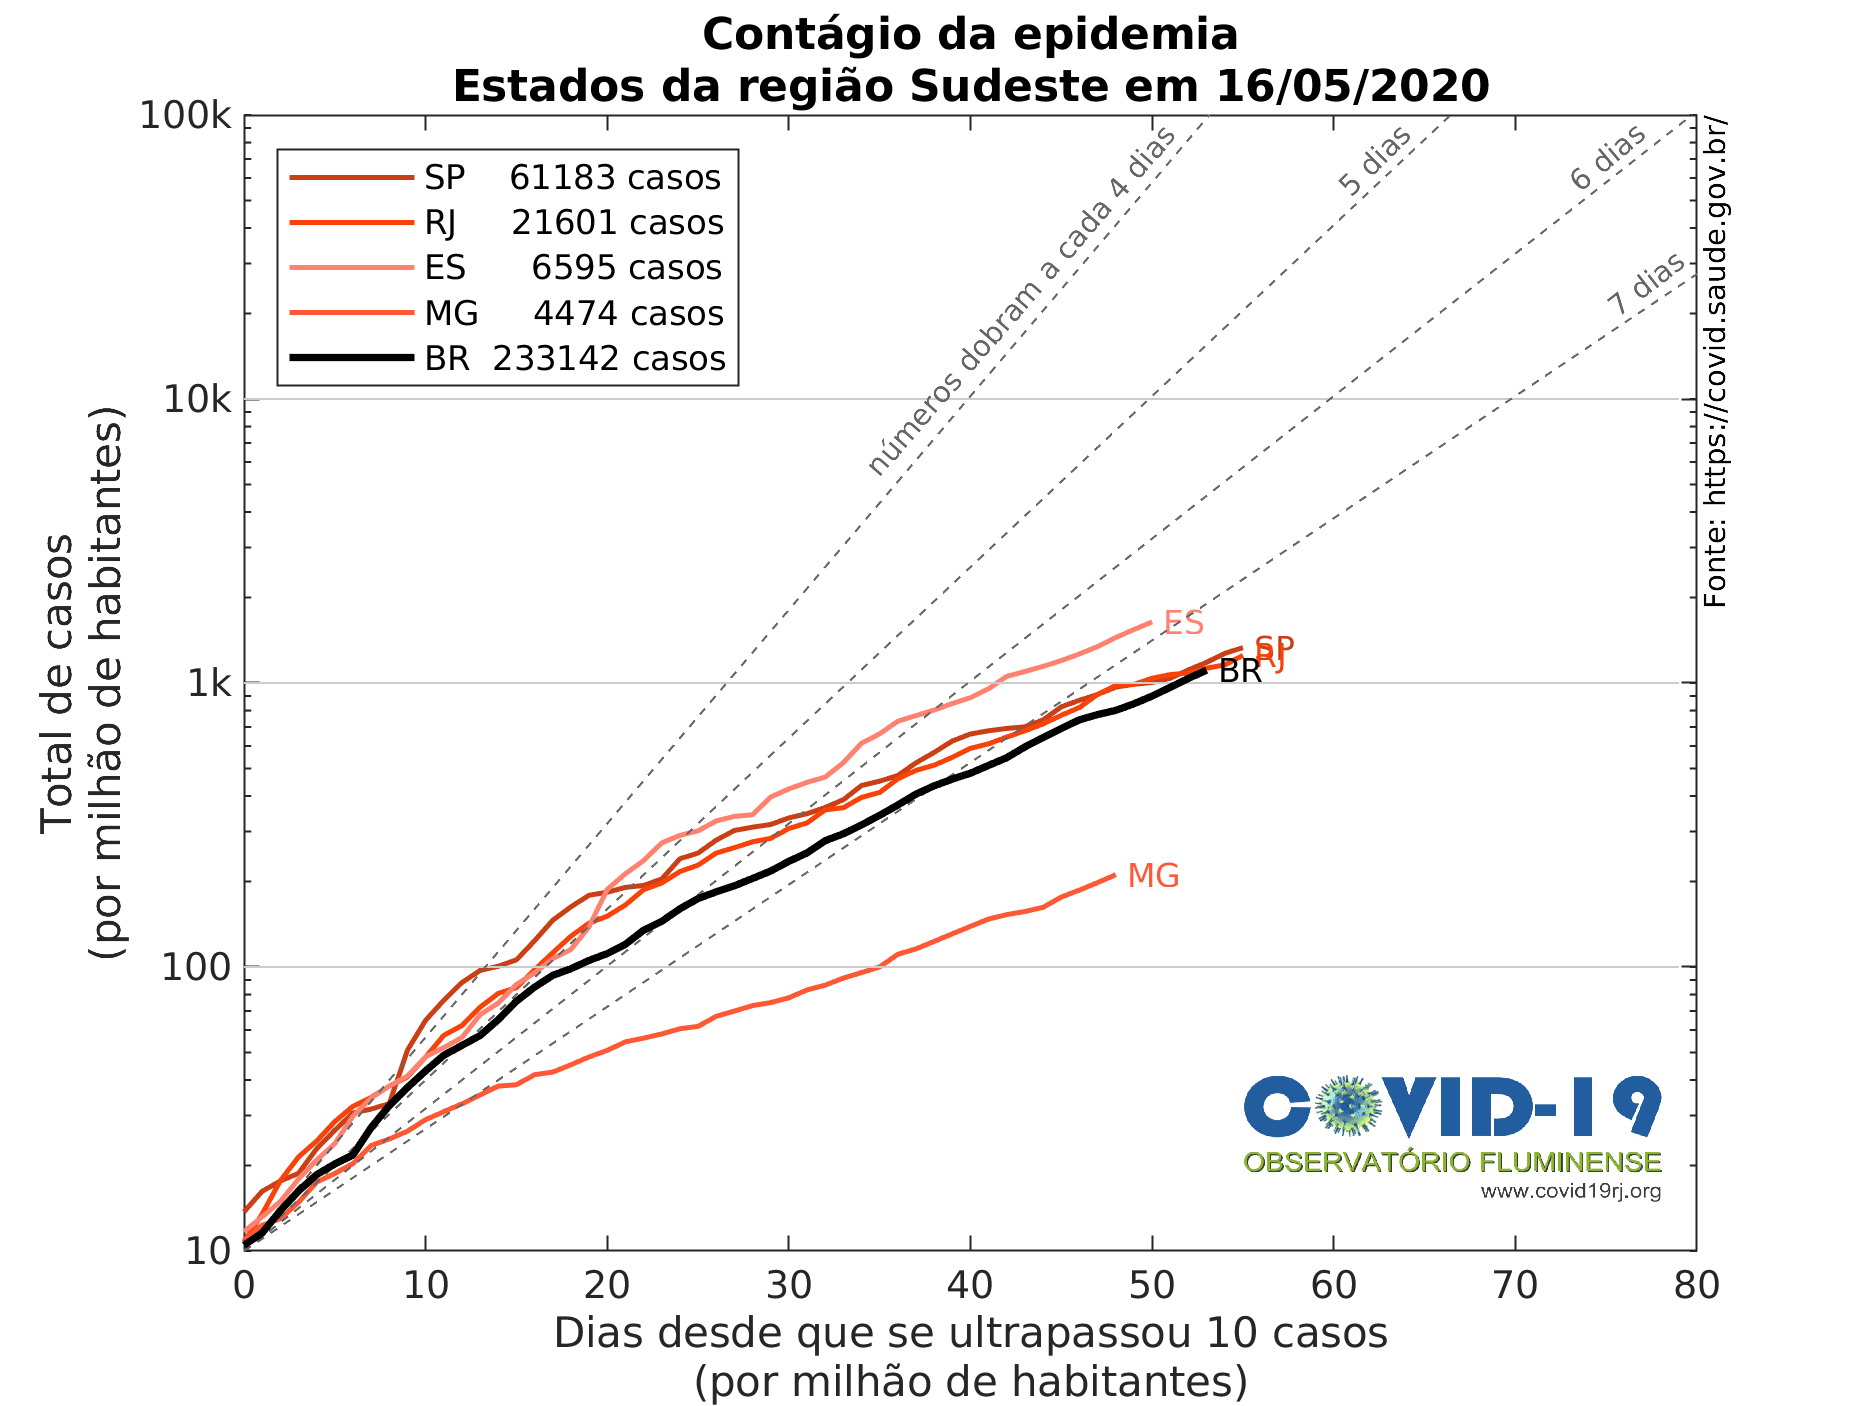 Contágio da epidemia
Estados da região Sudeste em 16/05/2020
100k
10k
1k
100
10
Total de casos
(por milhão de habitantes)
SP 61183 casos
RJ 21601 casos
ES 6595 casos
MG 4474 casos
BR 233142 casos
números dobram a cada 4 dias
5 dias
6 dias
7 dias
Fonte: https://covid.saude.gov.br/
ES
SP
RJ
BR
MG
COVID-19
OBSERVATÓRIO FLUMINENSE
www.covid19rj.org
0 10 20 30 40 50 60 70 80
Dias desde que se ultrapassou 10 casos
(por milhão de habitantes)